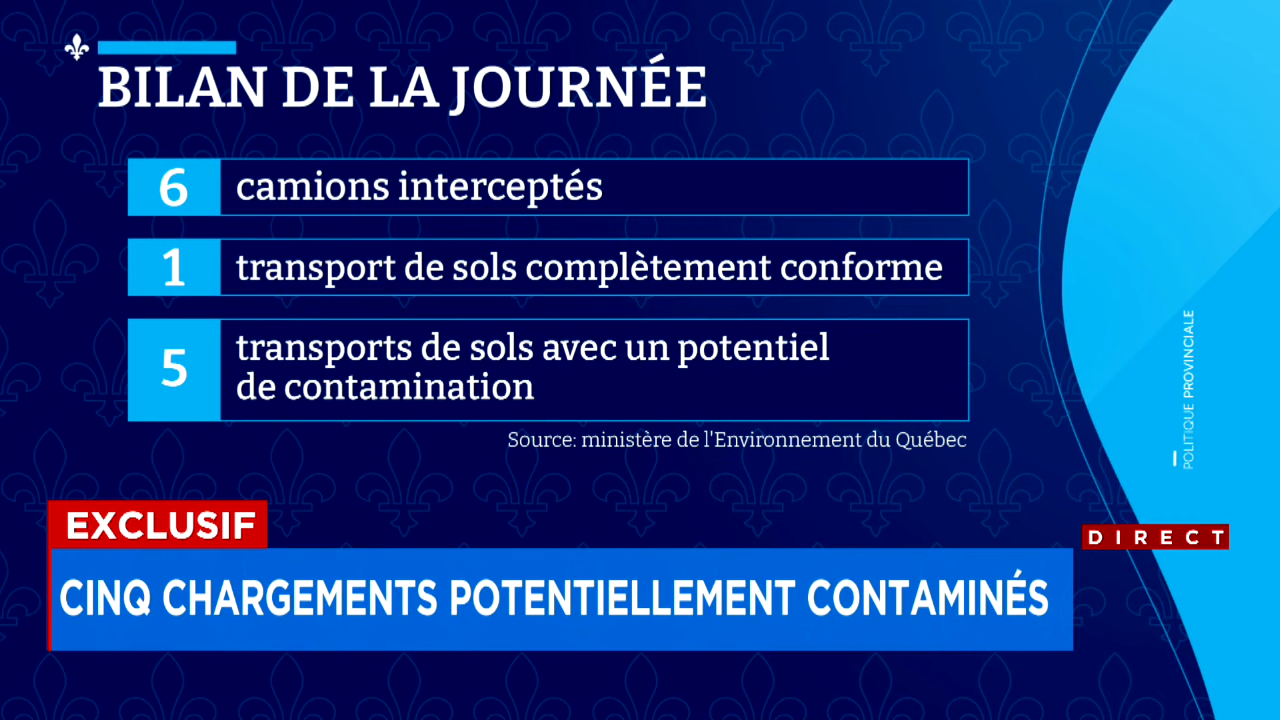 BILAN DE LA JOURNÉE
6 camions interceptés
1 transport de sols complètement conforme
5 transports de sols avec un potentiel
de contamination
Source: ministère de l'Environnement du Québec
POLITIQUE PROVINCIALE
EXCLUSIF
DIRECT
CINQ CHARGEMENTS POTENTIELLEMENT CONTAMINÉS